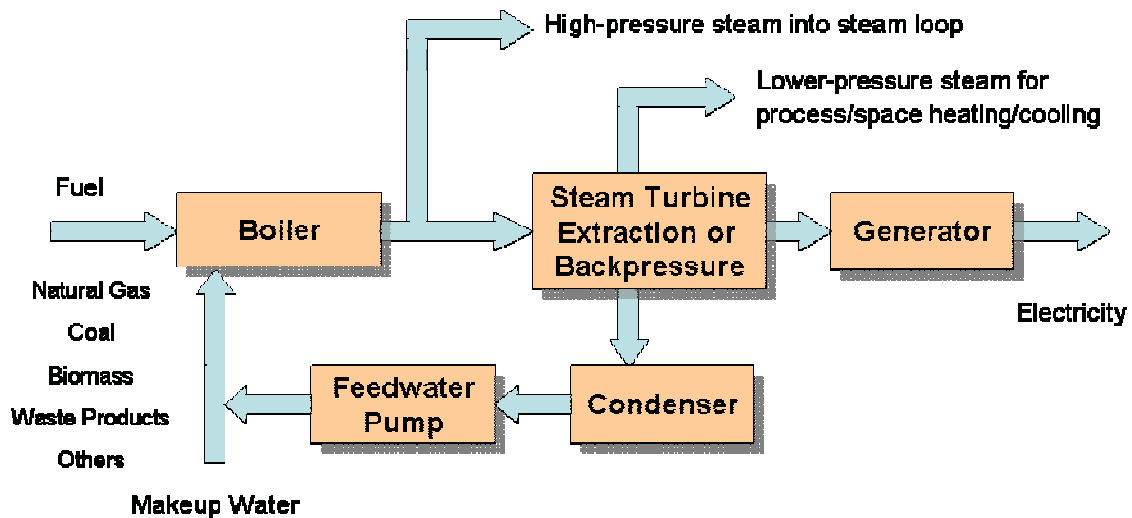 High-pressure steam into steam loop
Lower-pressure steam for
process/space heating/cooling
Fuel
Boiler
Steam Turbine
Extraction or
Backpressure
Generator
Natural Gas
Coal
Biomass
Waste Products
Others
Electricity
Feedwater
Pump
Condenser
Makeup Water